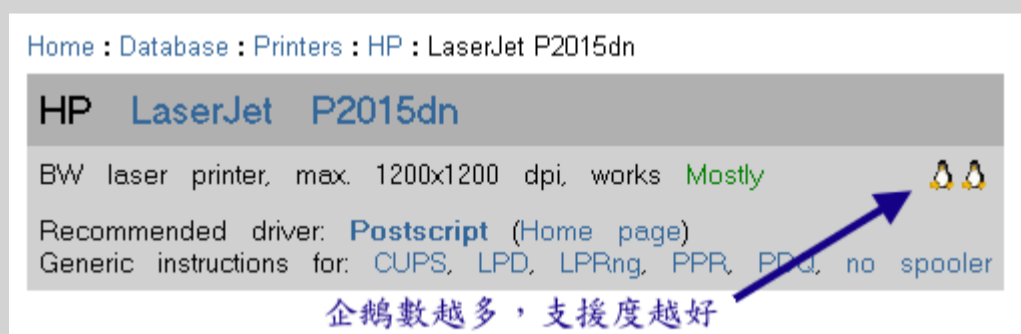 Home : Database : Printers : HP : LaserJet P2015dn
HP LaserJet P2015dn
BW laser printer, max. 1200x1200 dpi, works Mostly
Recommended driver: Postscript (Home page)
Generic instructions for: CUPS, LPD, LPRng, PPR, PDQ, no spooler
企鵝數越多，支援度越好